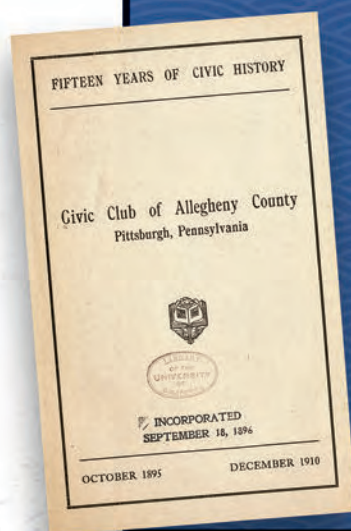 FIFTEEN YEARS OF CIVIC HISTORY
Civic Club of Allegheny County
Pittsburgh, Pennsylvania
LIBRARY
OF THE
UNIVERSITY
OF
INCORPORATED
SEPTEMBER 18, 1896
OCTOBER 1895
DECEMBER 1910